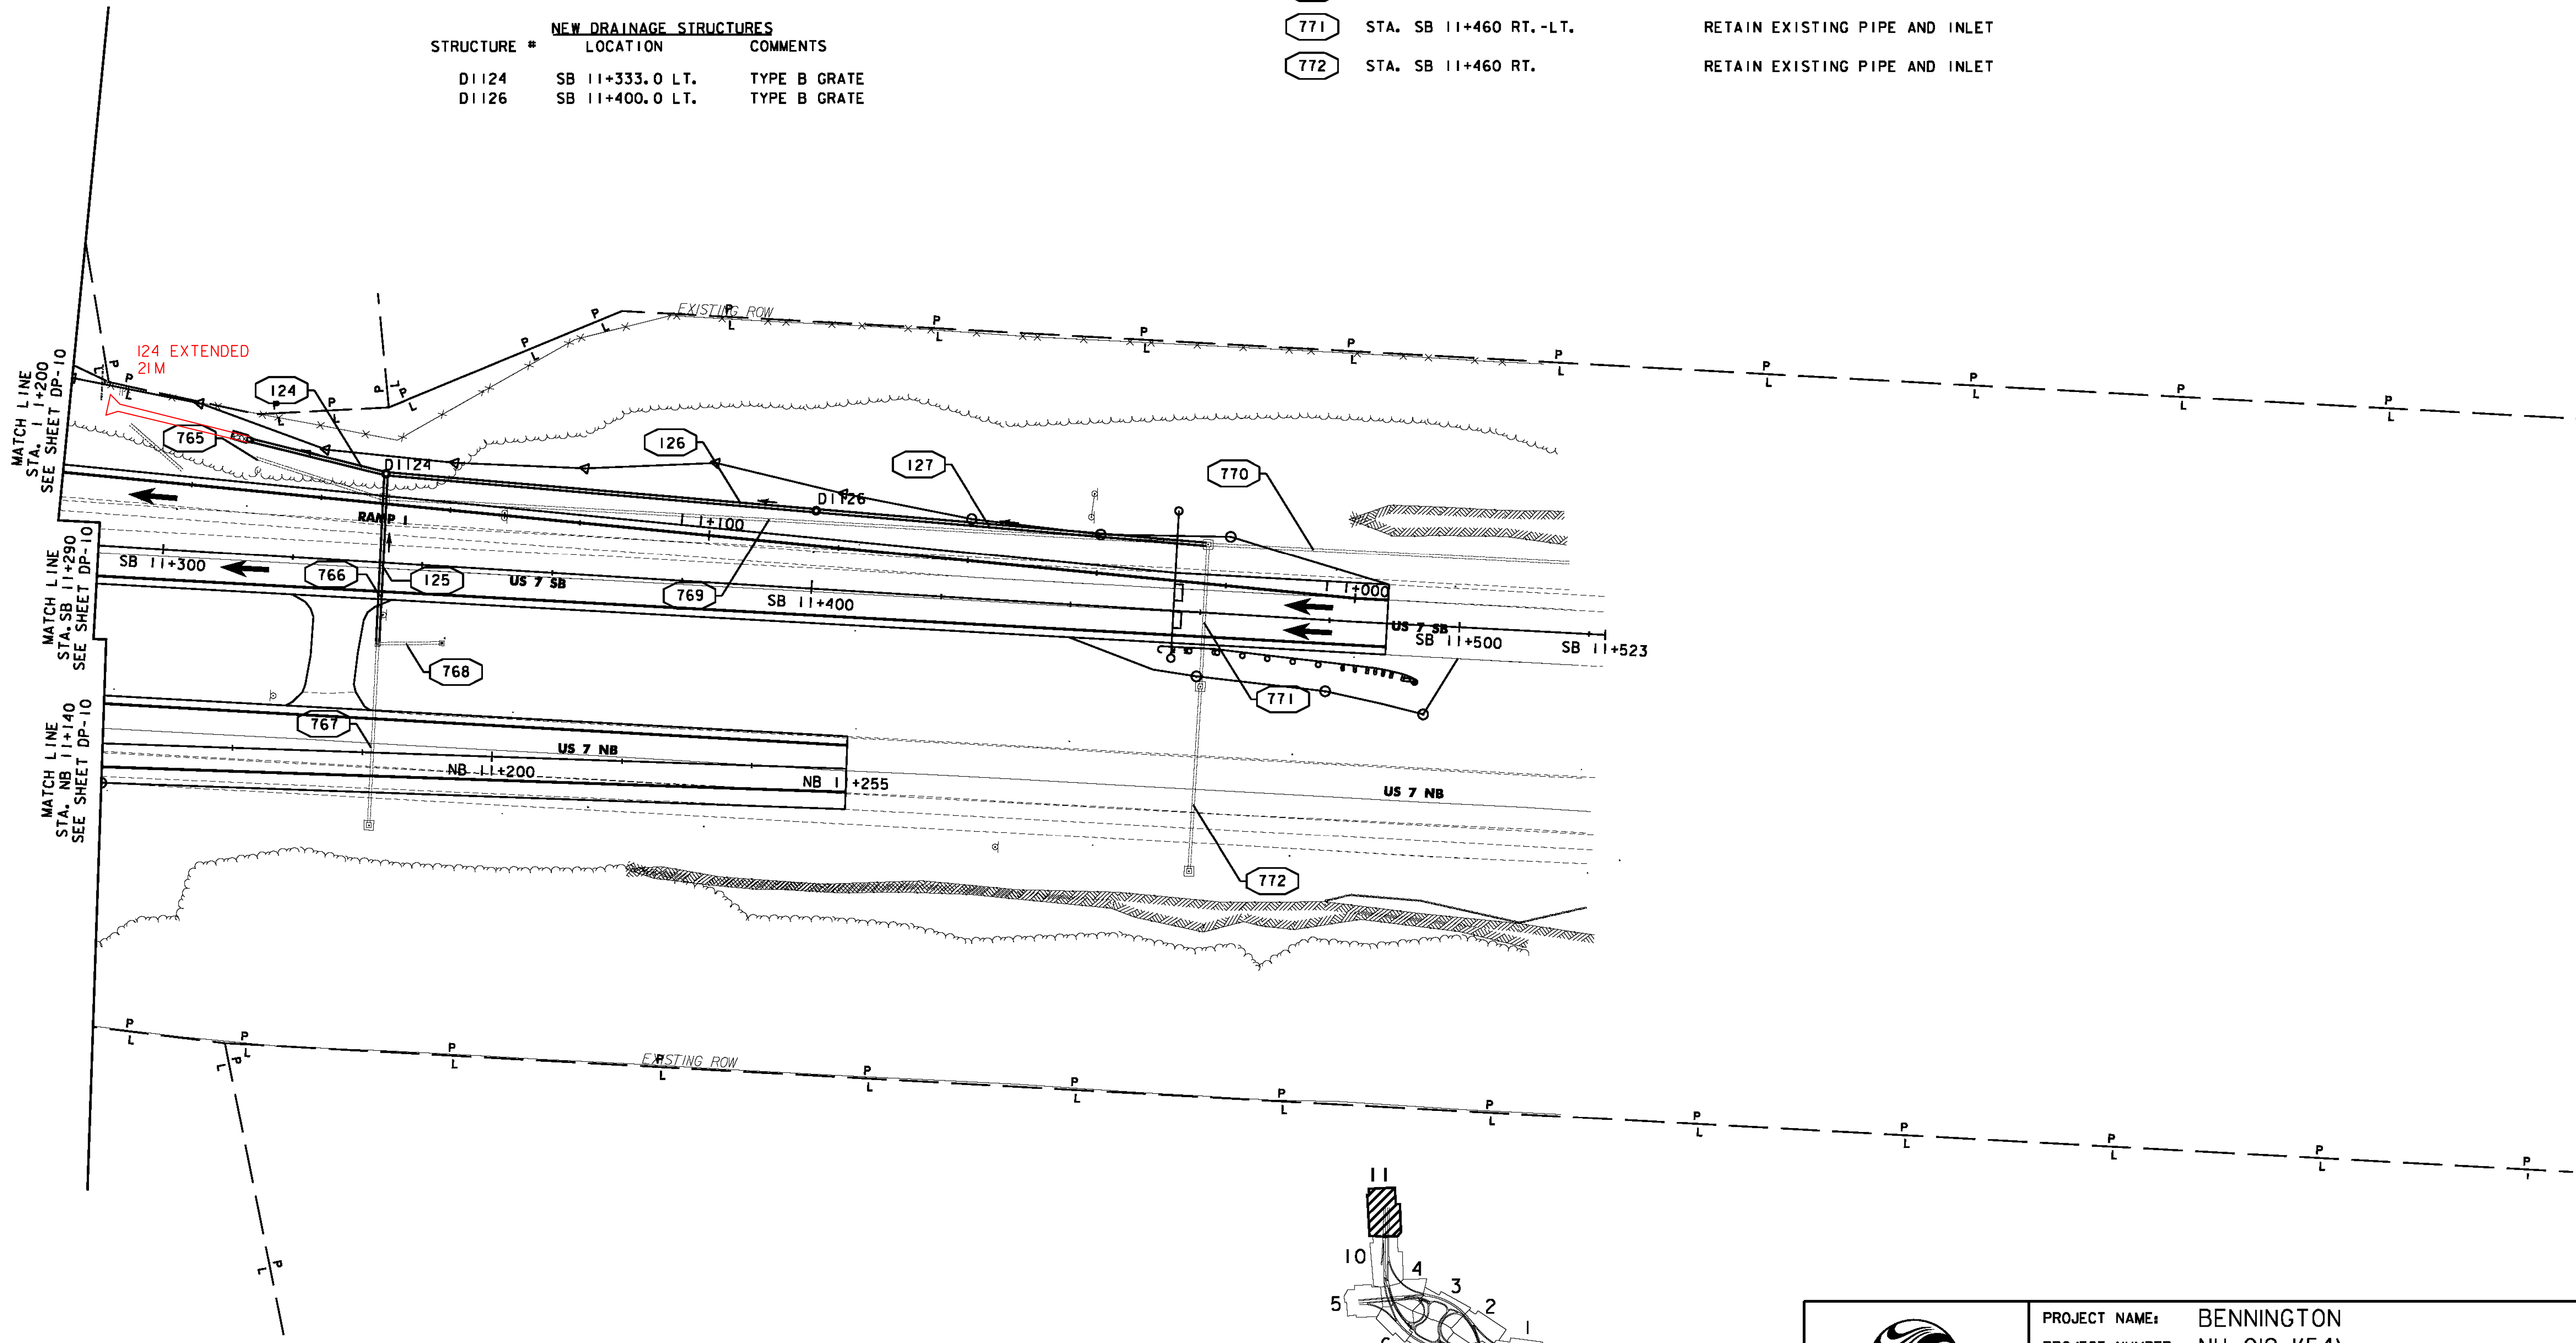 NEW DRAINAGE STRUCTURES
STRUCTURE # LOCATION COMMENTS
D1124 SB 11+333.0 LT. TYPE B GRATE
D1126 SB 11+400.0 LT. TYPE B GRATE
771 STA. SB 11+460 RT.-LT. RETAIN EXISTING PIPE AND INLET
772 STA. SB 11+460 RT. RETAIN EXISTING PIPE AND INLET
EXISTING ROW
124 EXTENDED
21M
MATCH LINE
STA. 1 1+200
SEE SHEET DP-10
124
765
D1124
126
127
770
D1126
RAMP 1
1 1+100
MATCH LINE
STA. SB 11+290
SEE SHEET DP-10
SB 11+300
766
125
US 7 SB
769
SB 11+400
1 1+000
US 7 SB
SB 11+500
SB 11+523
768
771
MATCH LINE
STA. NB 11+140
SEE SHEET DP-10
767
US 7 NB
NB 11+200
NB 11+255
US 7 NB
772
EXISTING ROW
11
10
4
3
2
1
5
PROJECT NAME: BENNINGTON